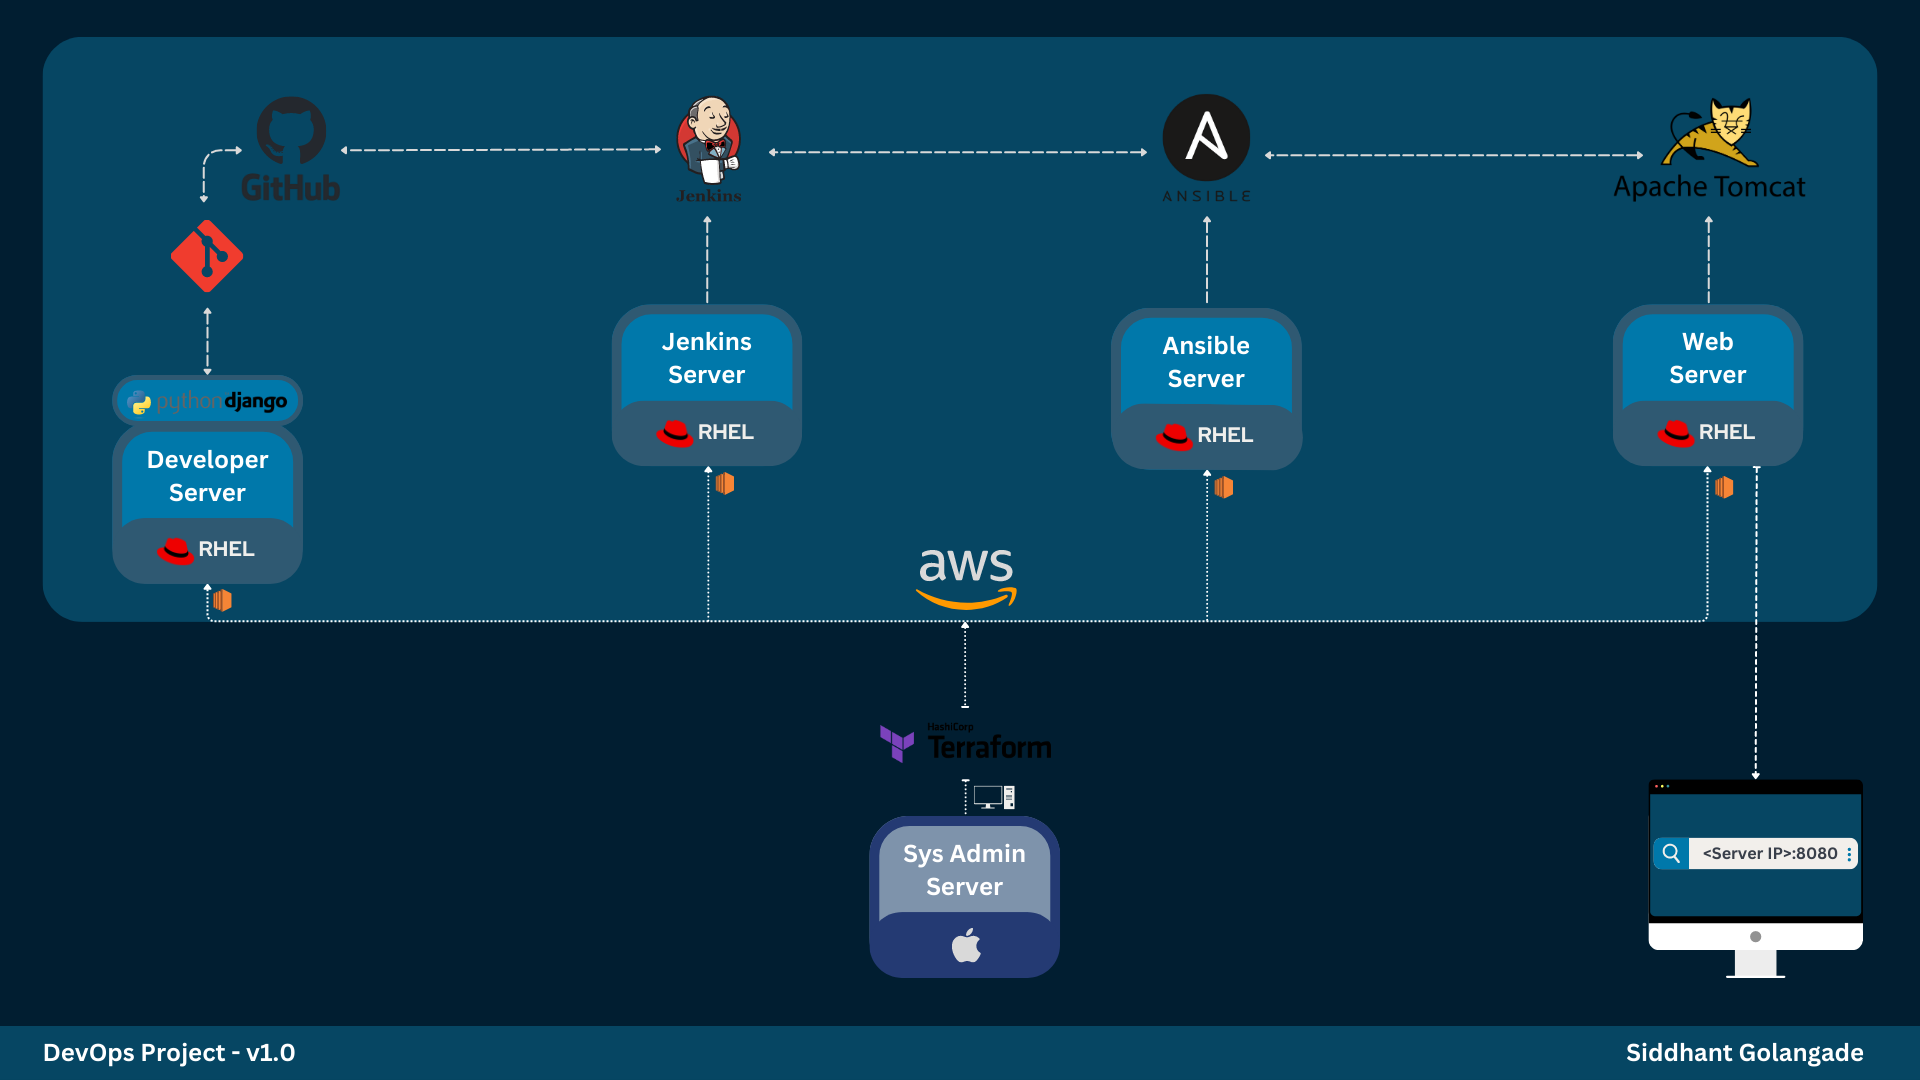 GitHub
Jenkins
ANSIBLE
Apache Tomcat
Jenkins
Server
RHEL
Ansible
Server
RHEL
Web
Server
RHEL
python django
Developer
Server
RHEL
aws
HashiCorp
Terraform
Sys Admin
Server
<Server IP>:8080
DevOps Project - v1.0
Siddhant Golangade